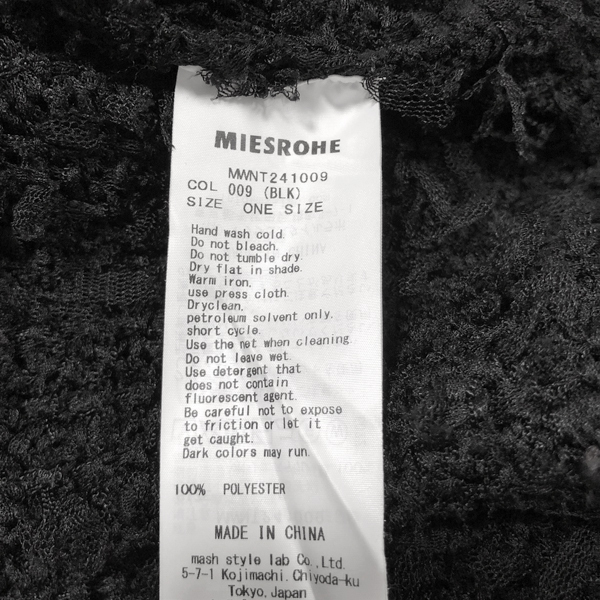 MIESROHE
MWNT241009
COL 009 (BLK)
SIZE ONE SIZE
Hand wash cold.
Do not bleach.
Do not tumble dry.
Dry flat in shade.
Warm iron.
use press cloth.
Dryclean,
petroleum solvent only.
short cycle.
Use the net when cleaning.
Do not leave wet.
Use detergent that
does not contain
fluorescent agent.
Be careful not to expose
to friction or let it
get caught.
Dark colors may run.
100% POLYESTER
MADE IN CHINA
mash style lab Co.,Ltd.
5-7-1 Kojimachi.Chiyoda-ku
Tokyo.Japan